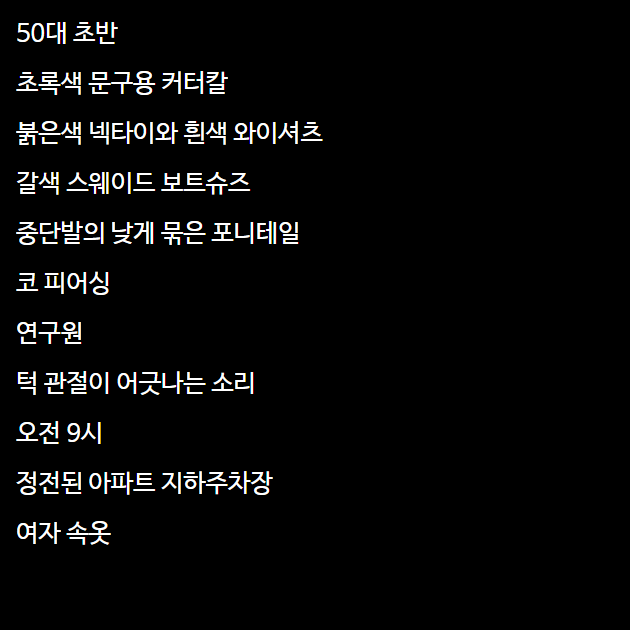 50대 초반
초록색 문구용 커터칼
붉은색 넥타이와 흰색 와이셔츠
갈색 스웨이드 보트슈즈
중단발의 낮게 묶은 포니테일
코 피어싱
연구원
턱 관절이 어긋나는 소리
오전 9시
정전된 아파트 지하주차장
여자 속옷